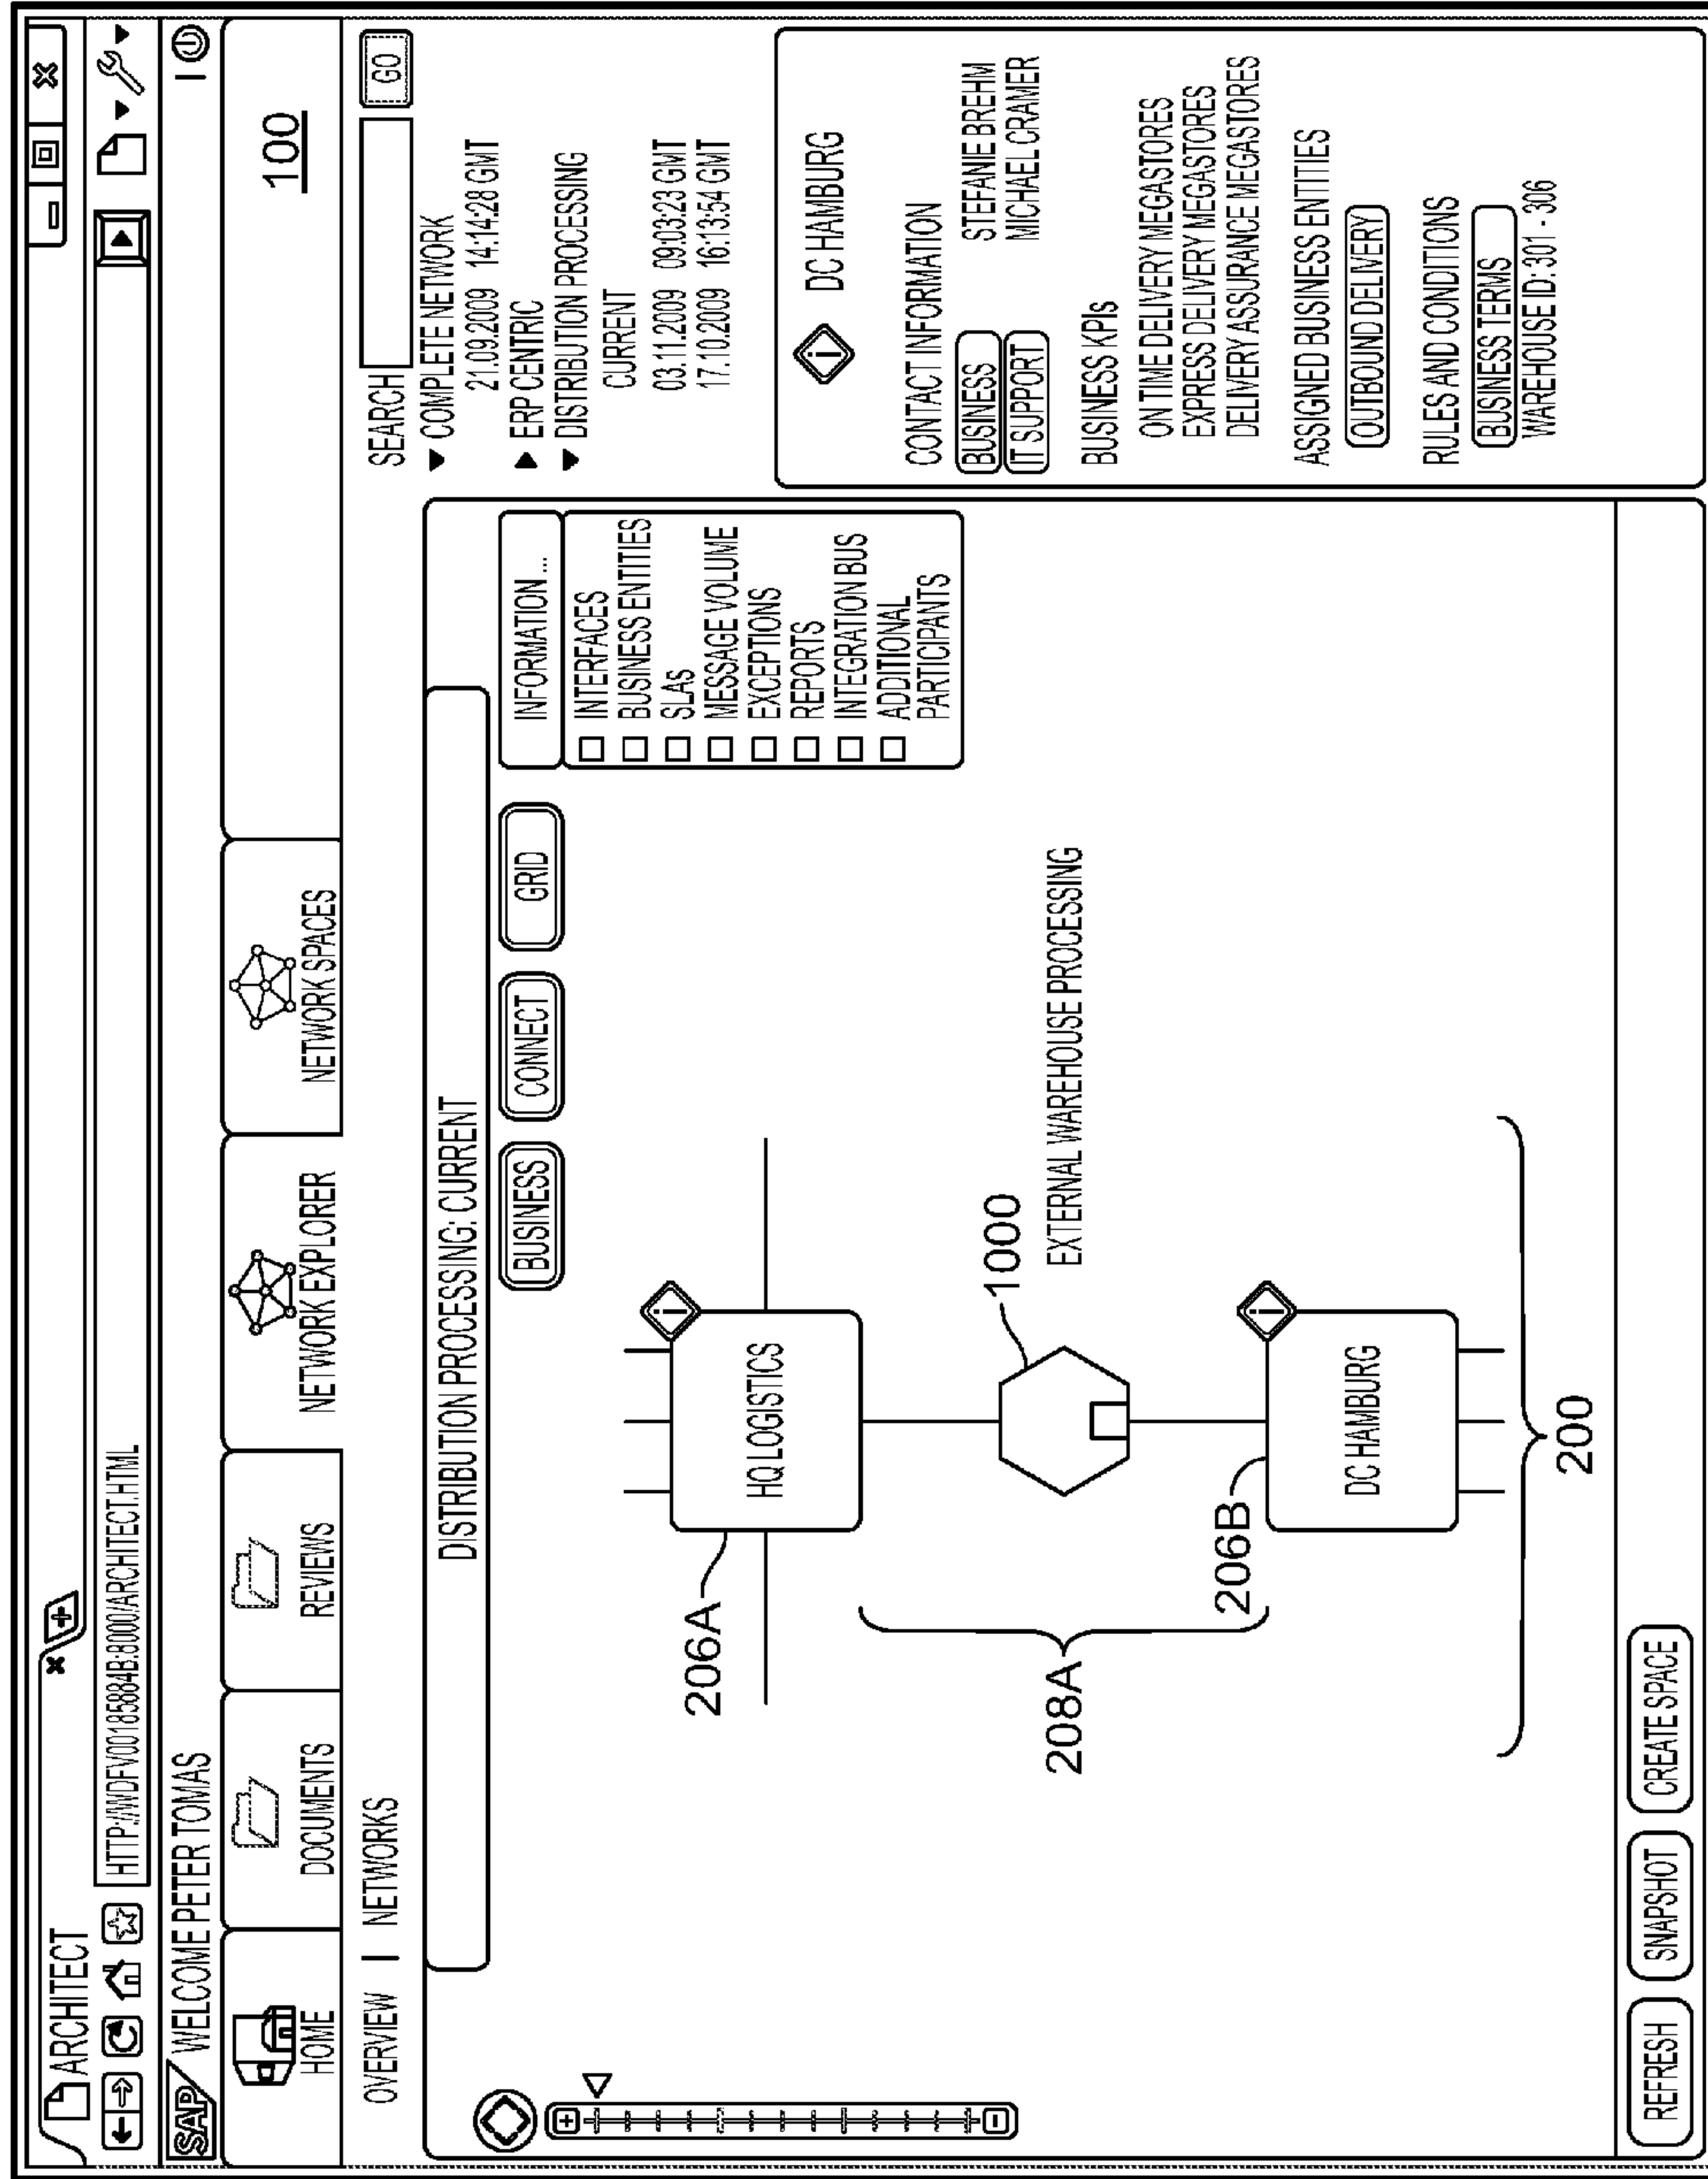 ARCHITECT
HTTP://WDFV00185884B:8000/ARCHITECT.HTML
SAP
WELCOME PETER TOMAS
HOME
DOCUMENTS
REVIEWS
NETWORK EXPLORER
NETWORK SPACES
100
OVERVIEW | NETWORKS
SEARCH
GO
DISTRIBUTION PROCESSING: CURRENT
BUSINESS
CONNECT
GRID
INFORMATION...
INTERFACES
BUSINESS ENTITIES
SLAS
MESSAGE VOLUME
EXCEPTIONS
REPORTS
INTEGRATION BUS
ADDITIONAL
PARTICIPANTS
206A
HQ LOGISTICS
208A
1000
EXTERNAL WAREHOUSE PROCESSING
206B
DC HAMBURG
200
REFRESH
SNAPSHOT
CREATE SPACE
COMPLETE NETWORK
21.09.2009 14:14:28 GMT
ERP CENTRIC
DISTRIBUTION PROCESSING
CURRENT
03.11.2009 09:03:23 GMT
17.10.2009 16:13:54 GMT
DC HAMBURG
CONTACT INFORMATION
BUSINESS STEFANIE BREHM
IT SUPPORT MICHAEL CRAMER
BUSINESS KPIs
ON TIME DELIVERY MEGASTORES
EXPRESS DELIVERY MEGASTORES
DELIVERY ASSURANCE MEGASTORES
ASSIGNED BUSINESS ENTITIES
OUTBOUND DELIVERY
RULES AND CONDITIONS
BUSINESS TERMS
WAREHOUSE ID: 301 - 306